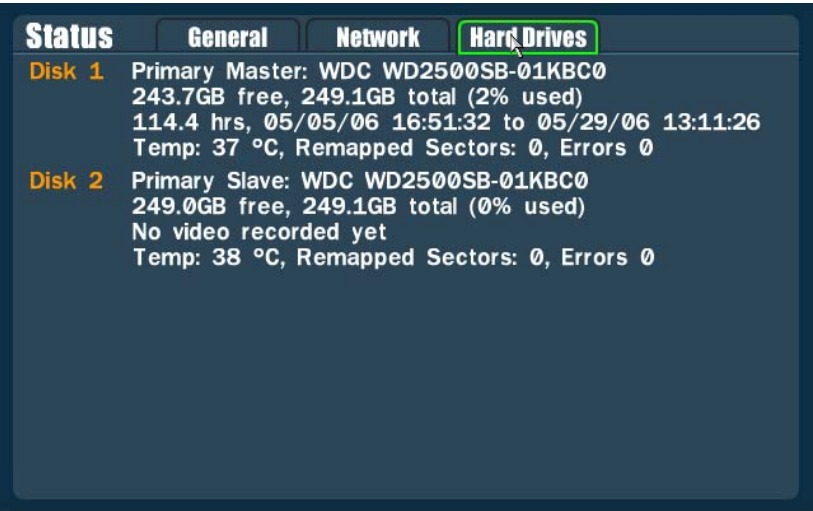 Status General Network Hard Drives
Disk 1 Primary Master: WDC WD2500SB-01KBC0
243.7GB free, 249.1GB total (2% used)
114.4 hrs, 05/05/06 16:51:32 to 05/29/06 13:11:26
Temp: 37 ºC, Remapped Sectors: 0, Errors 0
Disk 2 Primary Slave: WDC WD2500SB-01KBC0
249.0GB free, 249.1GB total (0% used)
No video recorded yet
Temp: 38 ºC, Remapped Sectors: 0, Errors 0